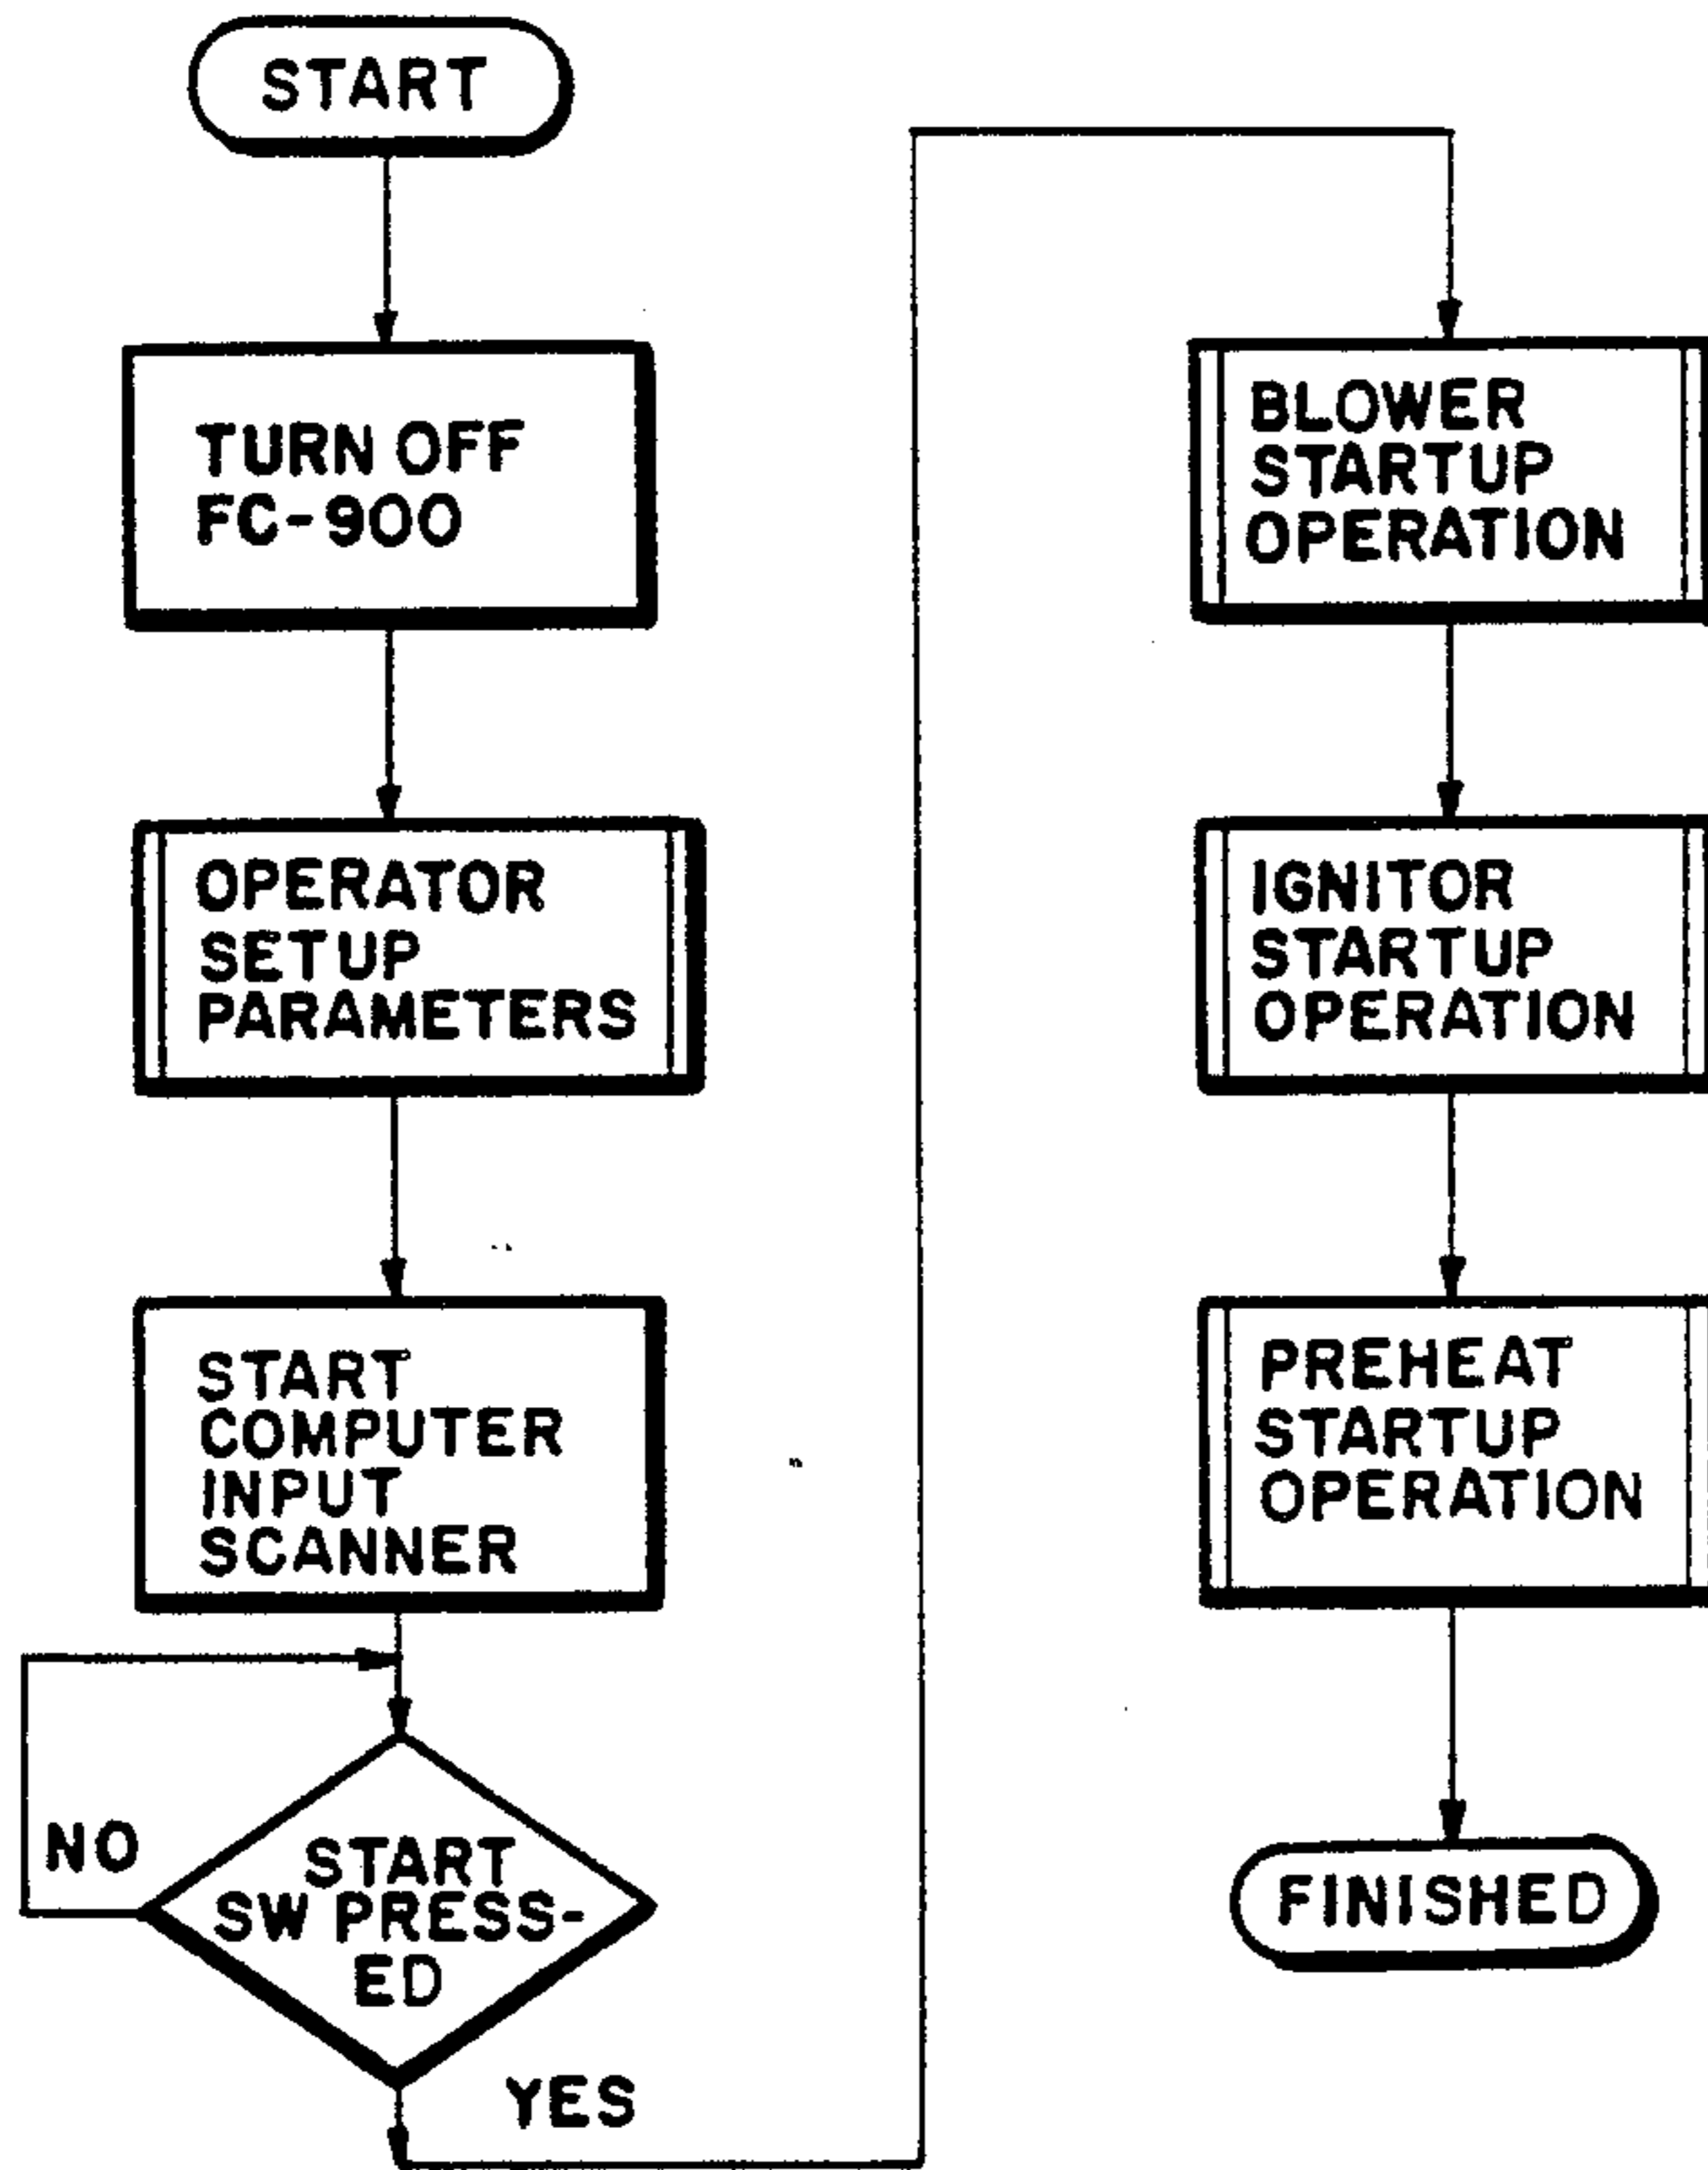 START
TURN OFF
FC-900
OPERATOR
SETUP
PARAMETERS
START
COMPUTER
INPUT
SCANNER
NO
START
SW PRESS-
ED
YES
BLOWER
STARTUP
OPERATION
IGNITOR
STARTUP
OPERATION
PREHEAT
STARTUP
OPERATION
FINISHED